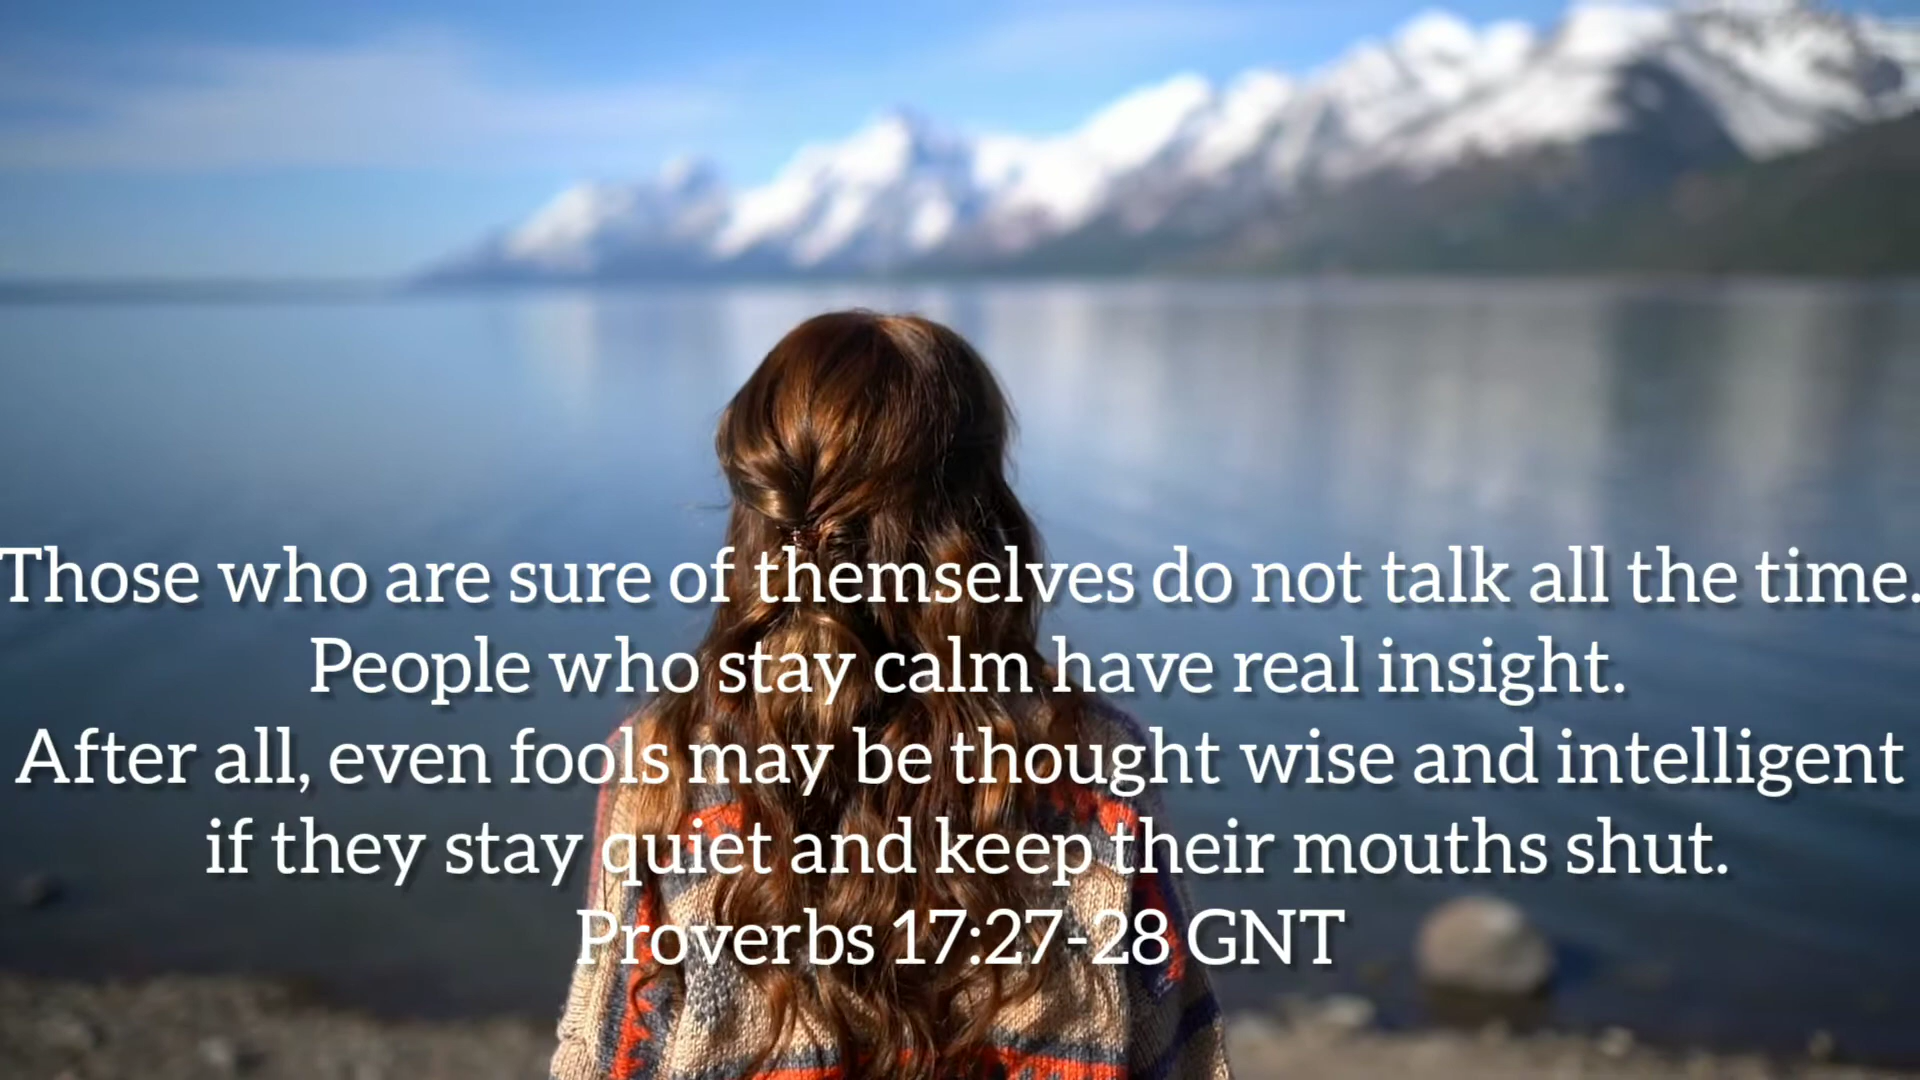 Those who are sure of themselves do not talk all the time.
People who stay calm have real insight.
After all, even fools may be thought wise and intelligent
if they stay quiet and keep their mouths shut.
Proverbs 17:27-28 GNT